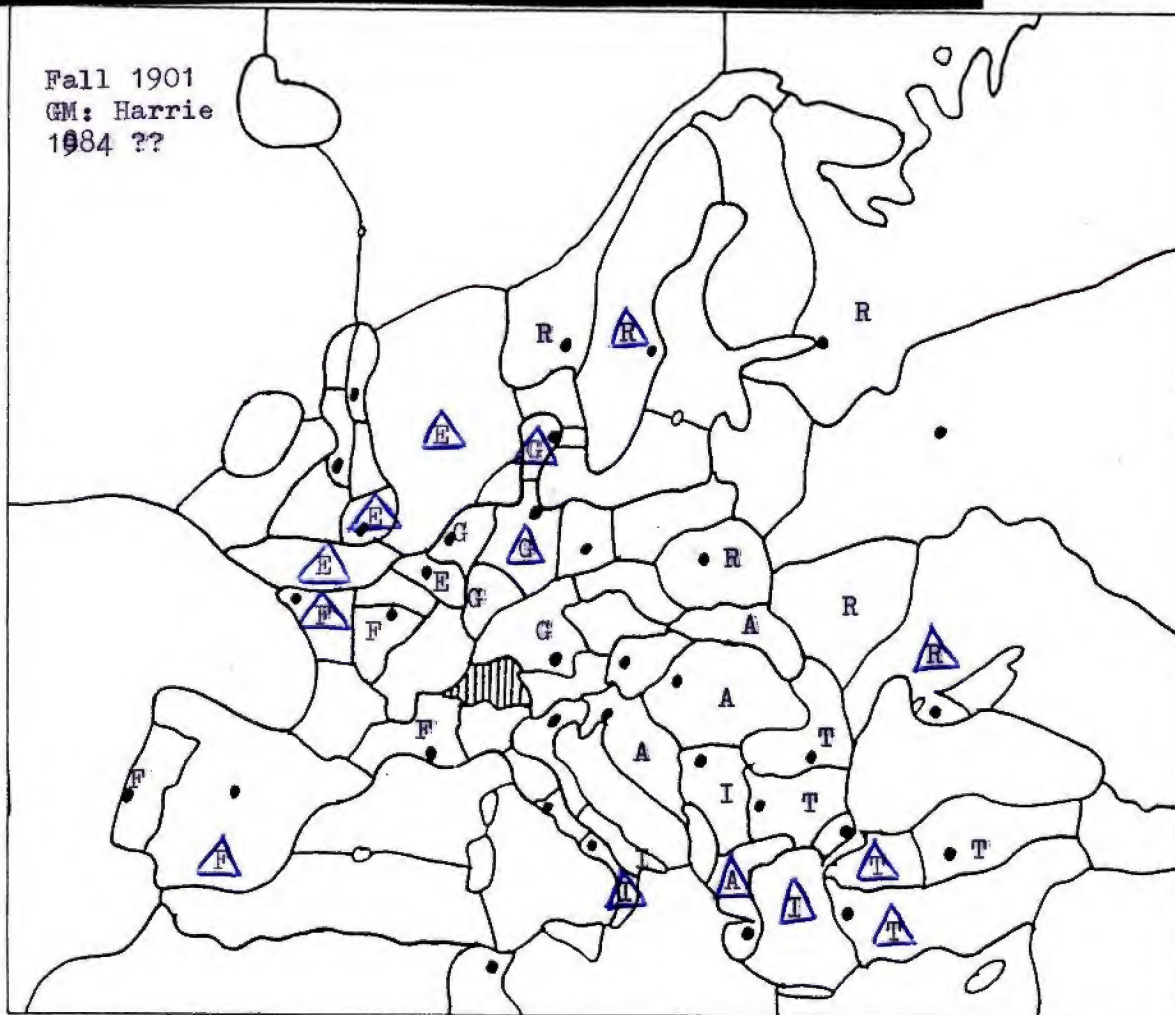 Fall 1901
GM: Harrie
1984 ??
R
R R
E G
E
G G
E R
E
G
R
F F G A
R
A
F A T
F I T
F I T T
I A I
T